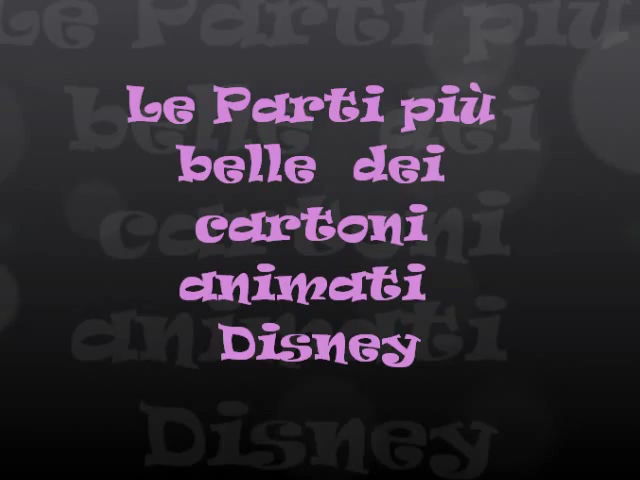 Le Parti più
belle dei
cartoni
animati
Disney